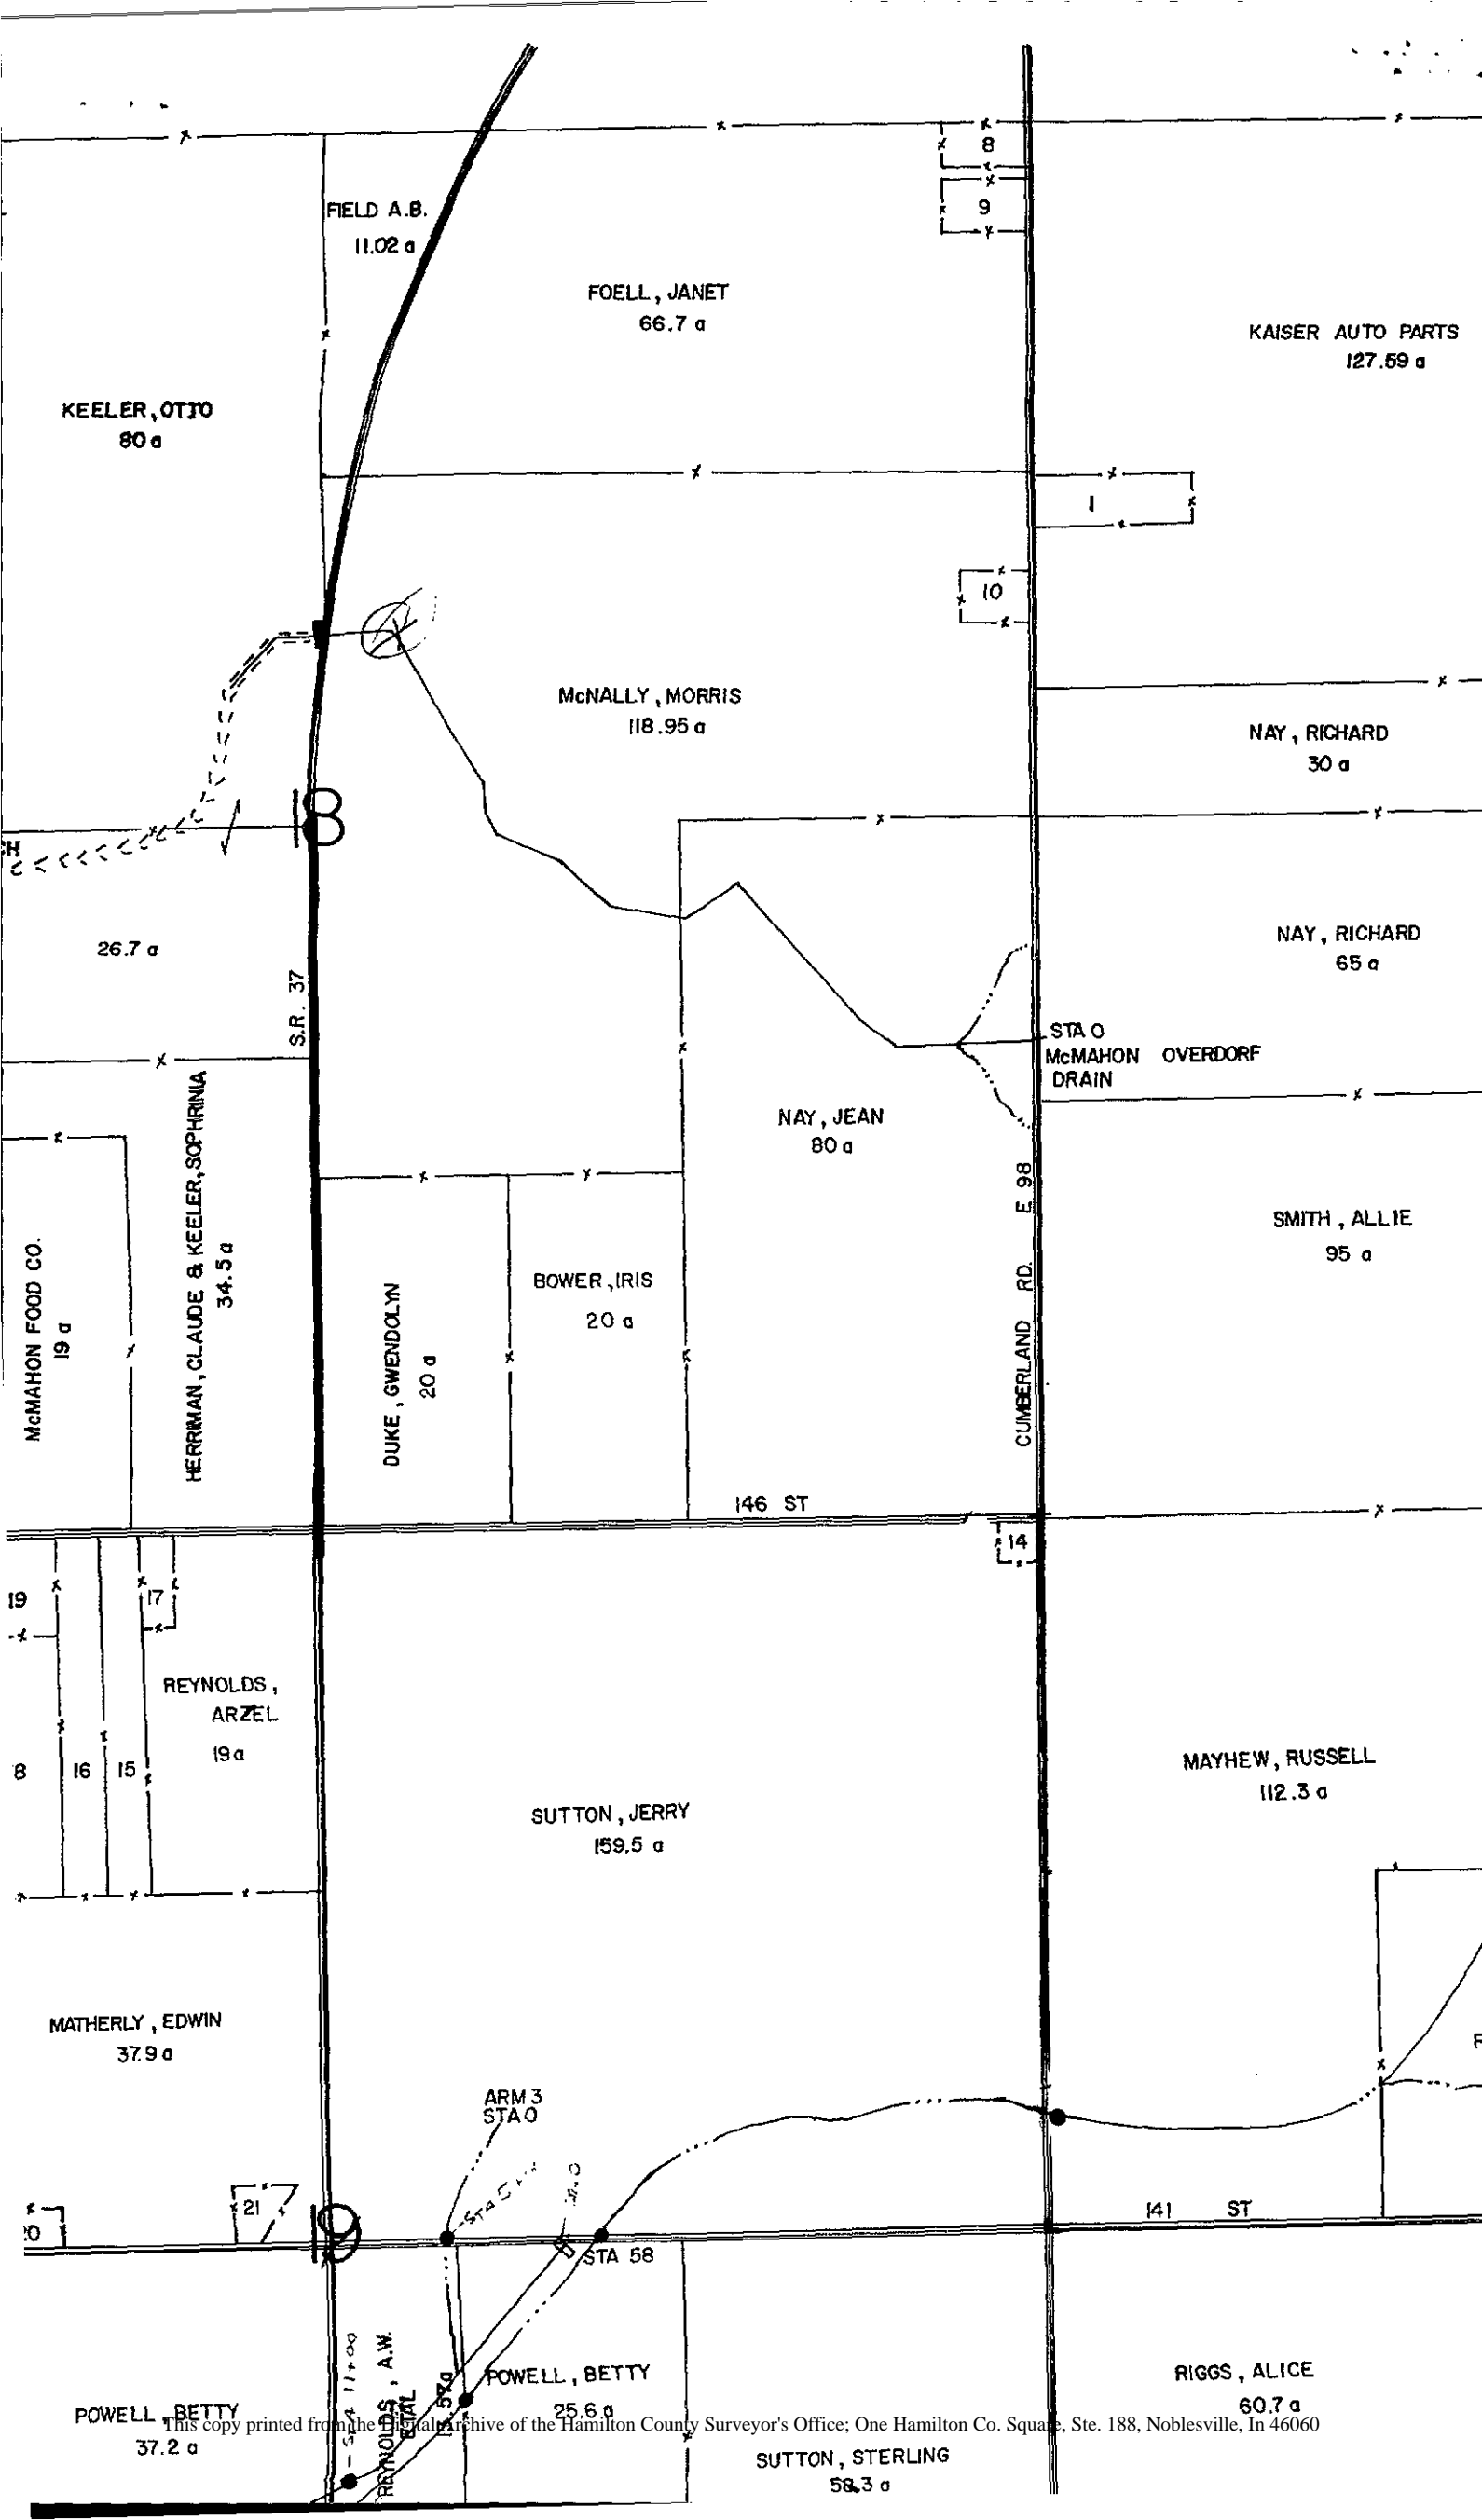 8
9
FIELD A.B.
11.02 a
FOELL, JANET
66.7 a
KAISER AUTO PARTS
127.59 a
KEELER, OTTO
80 a
1
10
McNALLY, MORRIS
118.95 a
NAY, RICHARD
30 a
18
26.7 a
S.R. 37
NAY, RICHARD
65 a
STA 0
McMAHON OVERDORF
DRAIN
NAY, JEAN
80 a
McMAHON FOOD CO.
19 a
HERRIMAN, CLAUDE & KEELER, SOPHRINIA
34.5 a
DUKE, GWENDOLYN
20 a
BOWER, IRIS
20 a
CUMBERLAND RD. E 98
SMITH, ALLIE
95 a
146 ST
14
19
17
REYNOLDS,
ARZEL
19 a
8
16
15
SUTTON, JERRY
159.5 a
MAYHEW, RUSSELL
112.3 a
MATHERLY, EDWIN
37.9 a
ARM 3
STA 0
21
19
141 ST
STA 58
STA 11+00
REYNOLDS, A.W.
ETAL
POWELL, BETTY
25.6 a
RIGGS, ALICE
60.7 a
POWELL, BETTY
37.2 a
This copy printed from the Digital Archive of the Hamilton County Surveyor's Office; One Hamilton Co. Square, Ste. 188, Noblesville, In 46060
SUTTON, STERLING
58.3 a